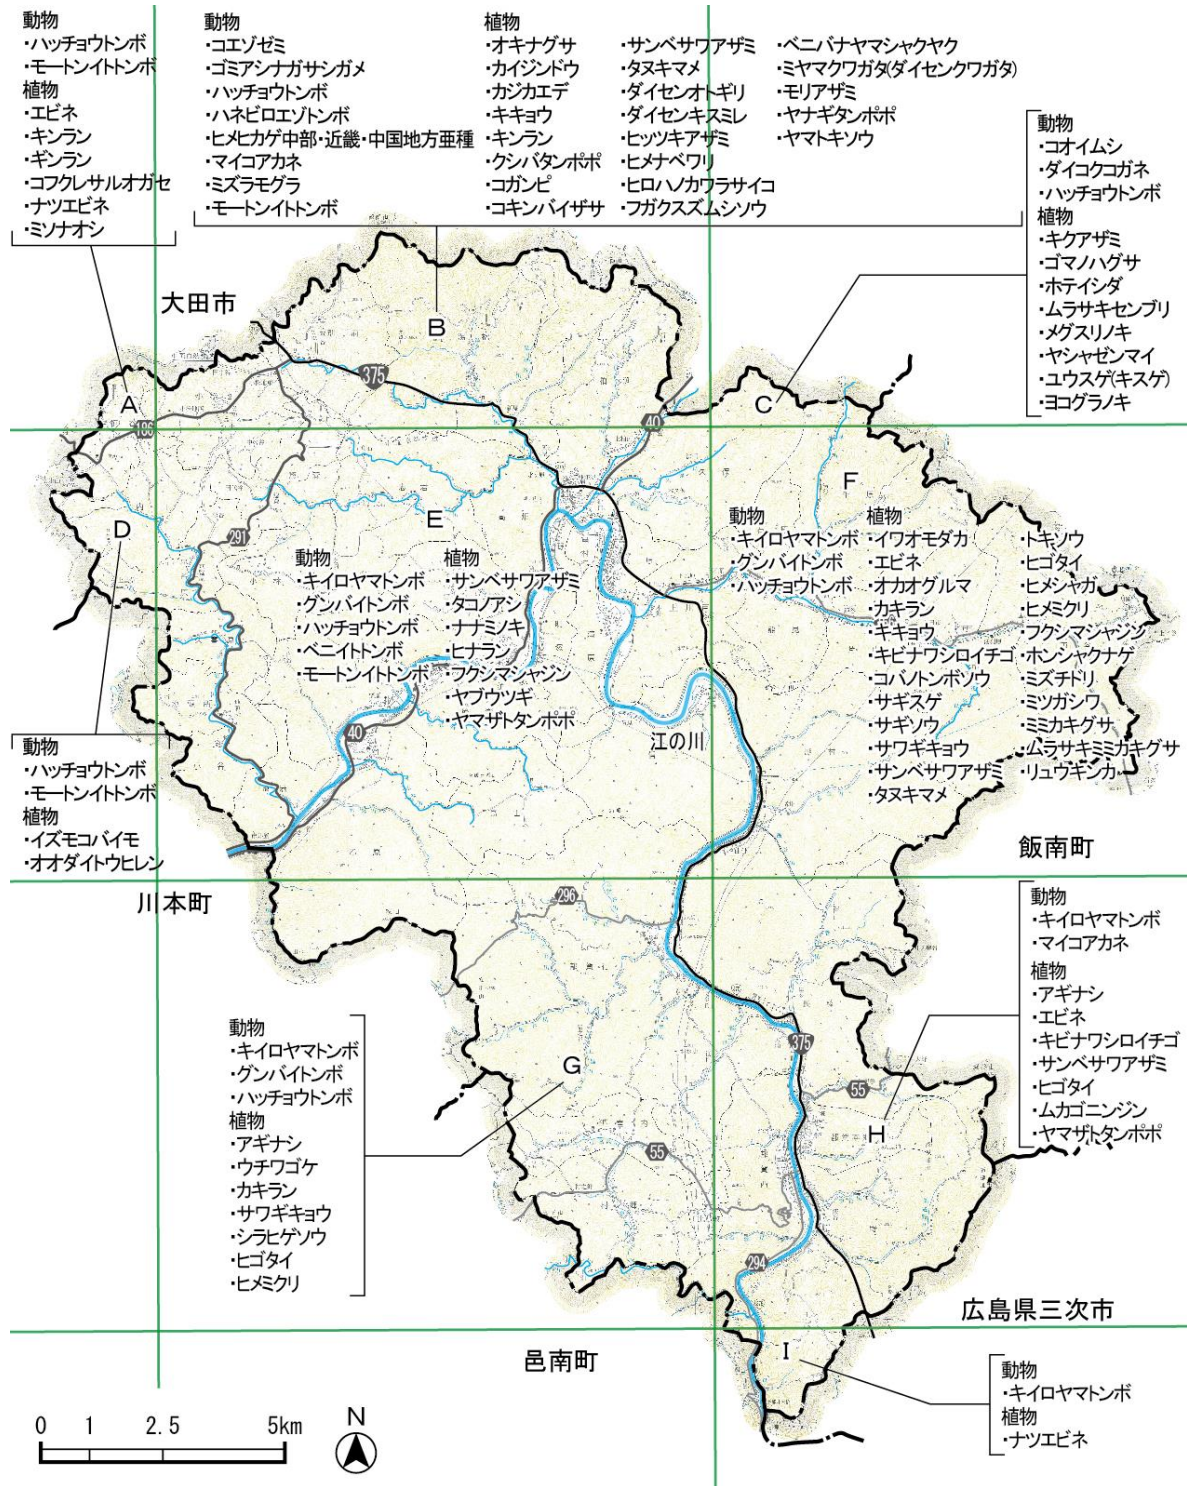 動物
・ハッチョウトンボ
・モートンイトトンボ
植物
・エビネ
・キンラン
・ギンラン
・コフクレサルオガセ
・ナツエビネ
・ミソナオシ
動物
・コエゾゼミ
・ゴミアシナガサシガメ
・ハッチョウトンボ
・ハネビロエゾトンボ
・ヒメヒカゲ中部・近畿・中国地方亜種
・マイコアカネ
・ミズラモグラ
・モートンイトトンボ
植物
・オキナグサ
・カイジンドウ
・カジカエデ
・キキョウ
・キンラン
・クシバタンポポ
・コガンピ
・コキンバイザサ
・サンベサワアザミ
・タヌキマメ
・ダイセンオトギリ
・ダイセンキスミレ
・ヒッツキアザミ
・ヒメナベワリ
・ヒロハノカワラサイコ
・フガクスズムシソウ
・ベニバナヤマシャクヤク
・ミヤマクワガタ(ダイセンクワガタ)
・モリアザミ
・ヤナギタンポポ
・ヤマトキソウ
動物
・コオイムシ
・ダイコクコガネ
・ハッチョウトンボ
植物
・キクアザミ
・ゴマノハグサ
・ホテイシダ
・ムラサキセンブリ
・メグスリノキ
・ヤシャゼンマイ
・ユウスゲ(キスゲ)
・ヨコグラノキ
大田市
B
375
A
186
C
40
D
E
F
291
動物
・キイロヤマトンボ
・グンバイトンボ
・ハッチョウトンボ
・ベニイトトンボ
・モートンイトトンボ
植物
・サンベサワアザミ
・タコノアシ
・ナナミノキ
・ヒナラン
・フクシマシャジン
・ヤブウツギ
・ヤマザトタンポポ
動物
・キイロヤマトンボ
・グンバイトンボ
・ハッチョウトンボ
植物
・イワオモダカ
・エビネ
・オカオグルマ
・カキラン
・キキョウ
・キビナワシロイチゴ
・コバノトンボソウ
・サギスゲ
・サギソウ
・サワギキョウ
・サンベサワアザミ
・タヌキマメ
・トキソウ
・ヒゴタイ
・ヒメシャガ
・ヒメミクリ
・フクシマシャジン
・ホンシャクナゲ
・ミズチドリ
・ミツガシワ
・ミミカキグサ
・ムラサキミミカキグサ
・リュウキンカ
40
江の川
動物
・ハッチョウトンボ
・モートンイトトンボ
植物
・イズモコバイモ
・オオダイトウヒレン
飯南町
川本町
296
動物
・キイロヤマトンボ
・マイコアカネ
植物
・アギナシ
・エビネ
・キビナワシロイチゴ
・サンベサワアザミ
・ヒゴタイ
・ムカゴニンジン
・ヤマザトタンポポ
動物
・キイロヤマトンボ
・グンバイトンボ
・ハッチョウトンボ
植物
・アギナシ
・ウチワゴケ
・カキラン
・サワギキョウ
・シラヒゲソウ
・ヒゴタイ
・ヒメミクリ
G
375
55
H
55
294
広島県三次市
邑南町
I
動物
・キイロヤマトンボ
植物
・ナツエビネ
0 1 2.5 5km
N